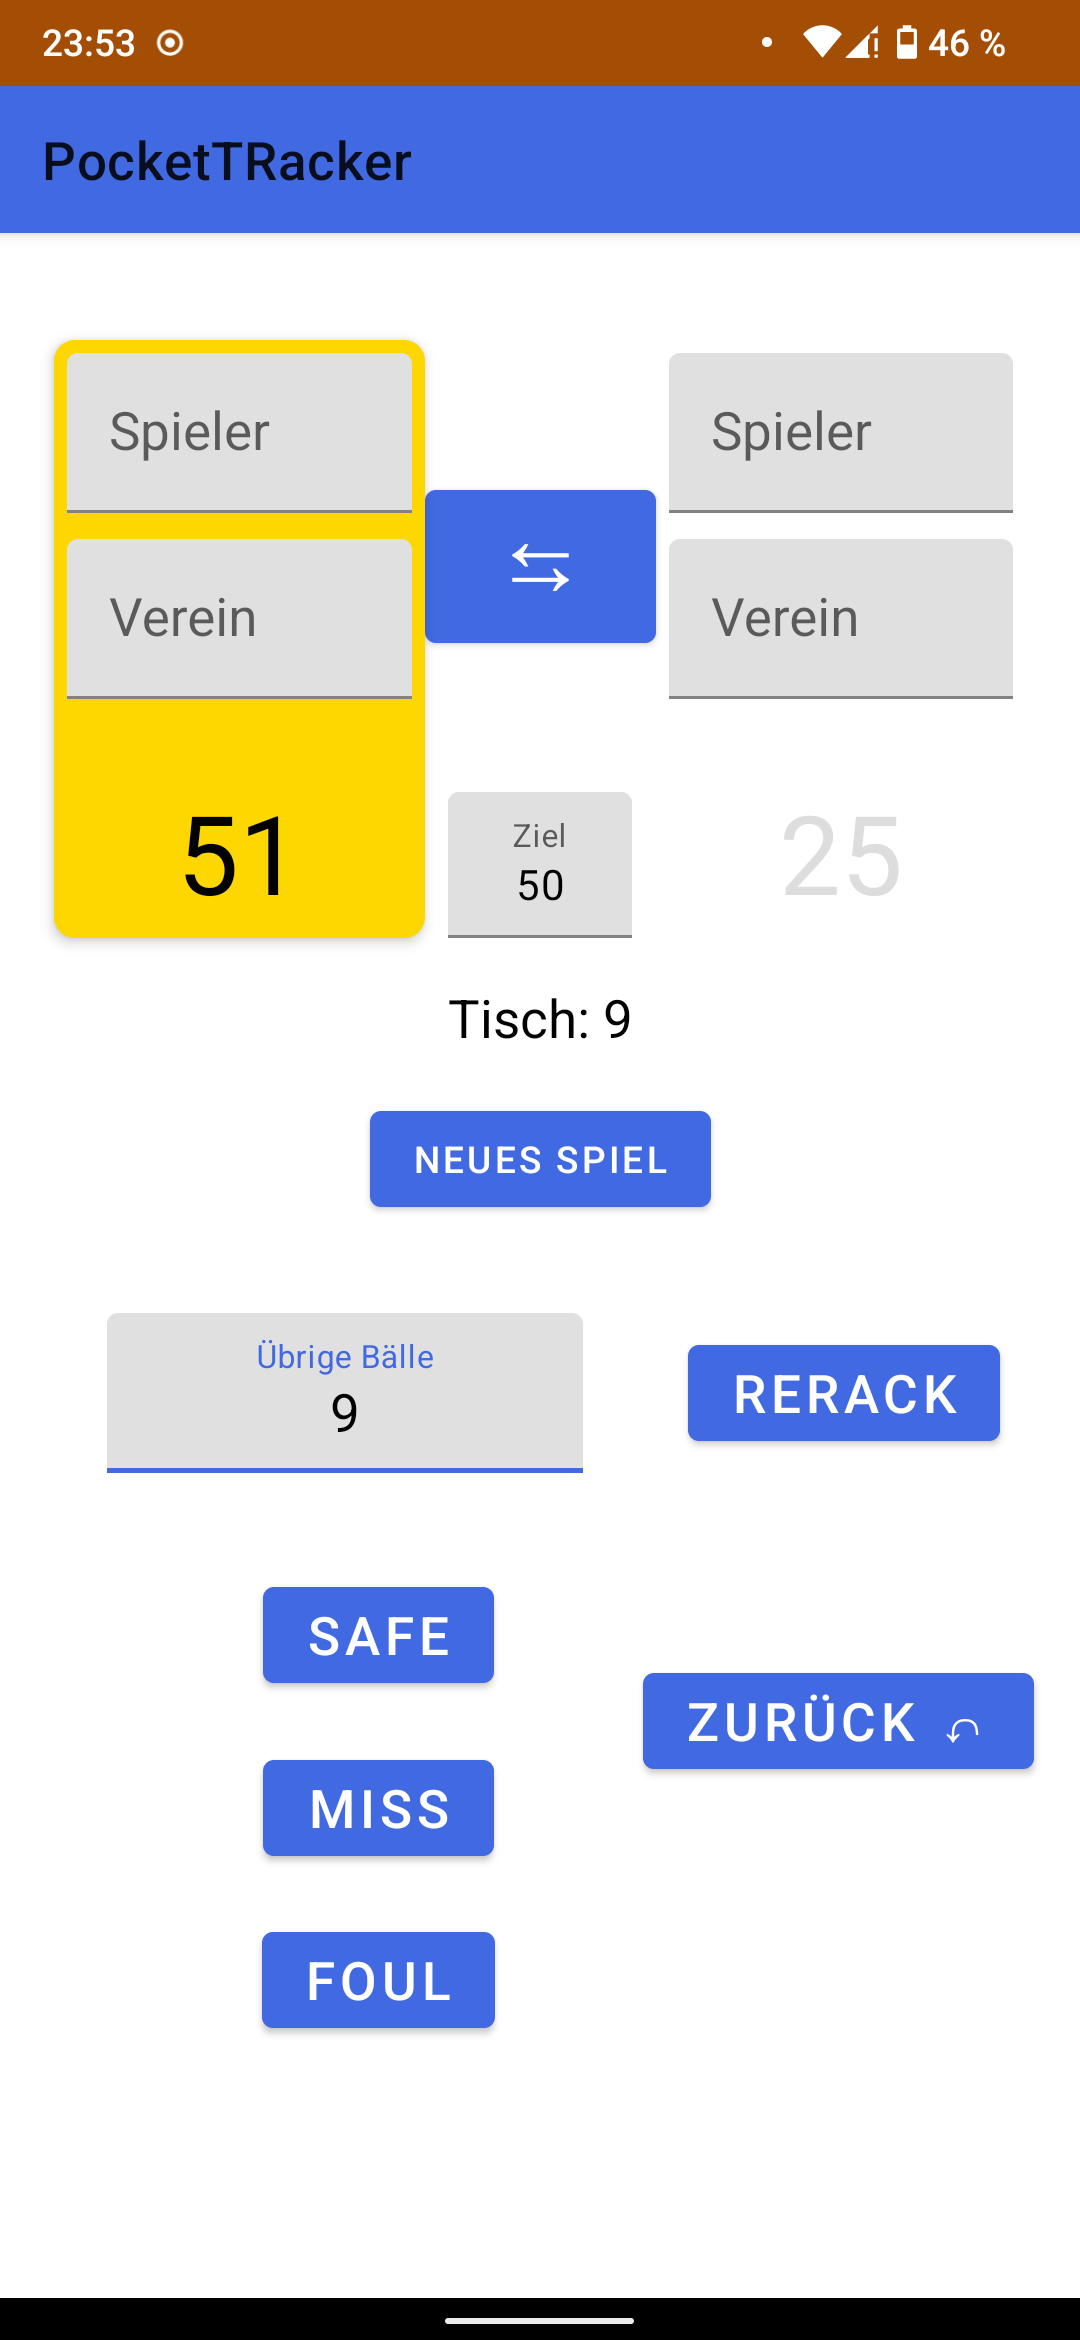 23:53
46 %
PocketTRacker
Spieler
Spieler
⇆
Verein
Verein
51
Ziel
50
25
Tisch: 9
NEUES SPIEL
Übrige Bälle
9
RERACK
SAFE
ZURÜCK ⤺
MISS
FOUL